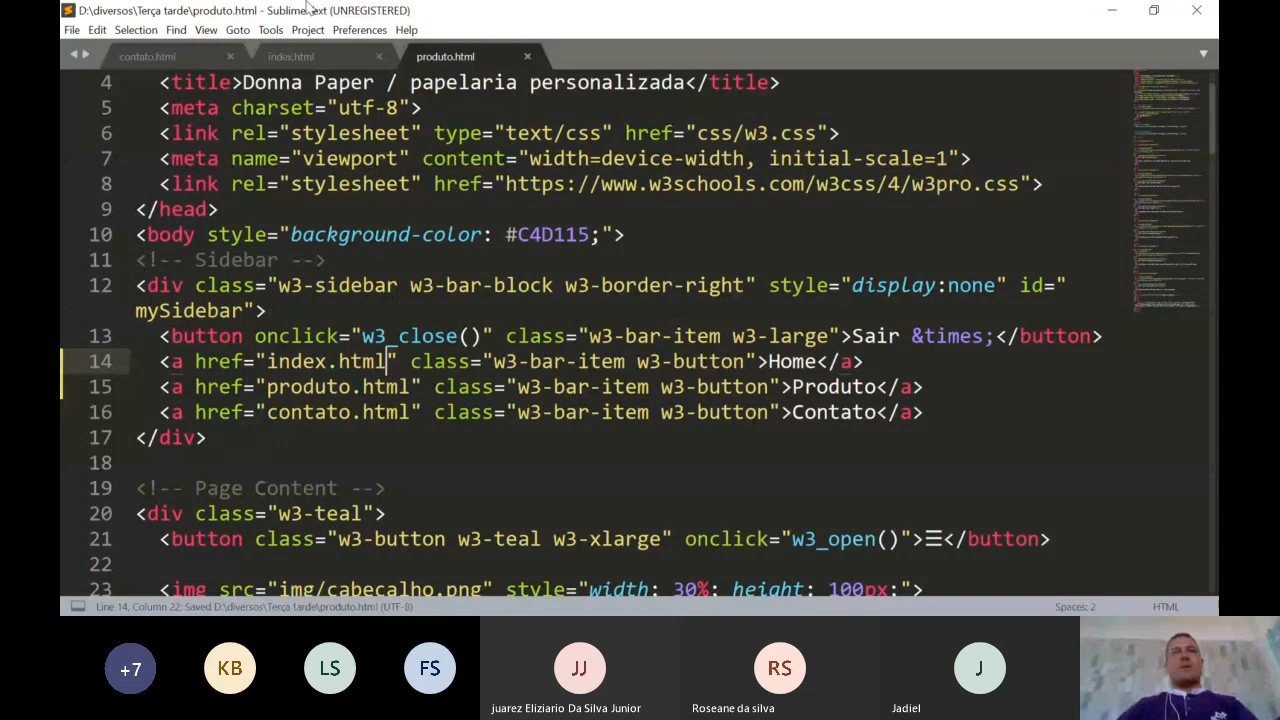 D:\diversos\Terça tarde\produto.html - Sublime Text (UNREGISTERED)
File Edit Selection Find View Goto Tools Project Preferences Help
contato.html index.html produto.html
4 <title>Donna Paper / papelaria personalizada</title>
5 <meta charset="utf-8">
6 <link rel="stylesheet" type="text/css" href="css/w3.css">
7 <meta name="viewport" content="width=device-width, initial-scale=1">
8 <link rel="stylesheet" href="https://www.w3schools.com/w3css/4/w3pro.css">
9 </head>
10 <body style="background-color: #C4D115;">
11 <!-- Sidebar -->
12 <div class="w3-sidebar w3-bar-block w3-border-right" style="display:none" id="
mySidebar">
13 <button onclick="w3_close()" class="w3-bar-item w3-large">Sair &times;</button>
14 <a href="index.html" class="w3-bar-item w3-button">Home</a>
15 <a href="produto.html" class="w3-bar-item w3-button">Produto</a>
16 <a href="contato.html" class="w3-bar-item w3-button">Contato</a>
17 </div>
18
19 <!-- Page Content -->
20 <div class="w3-teal">
21 <button class="w3-button w3-teal w3-xlarge" onclick="w3_open()">☰</button>
22
23 <img src="img/cabecalho.png" style="width: 30%; height: 100px;">
Line 14, Column 22; Saved D:\diversos\Terça tarde\produto.html (UTF-8) Spaces: 2 HTML
+7 KB LS FS JJ RS J
juarez Eliziario Da Silva Junior Roseane da silva Jadiel